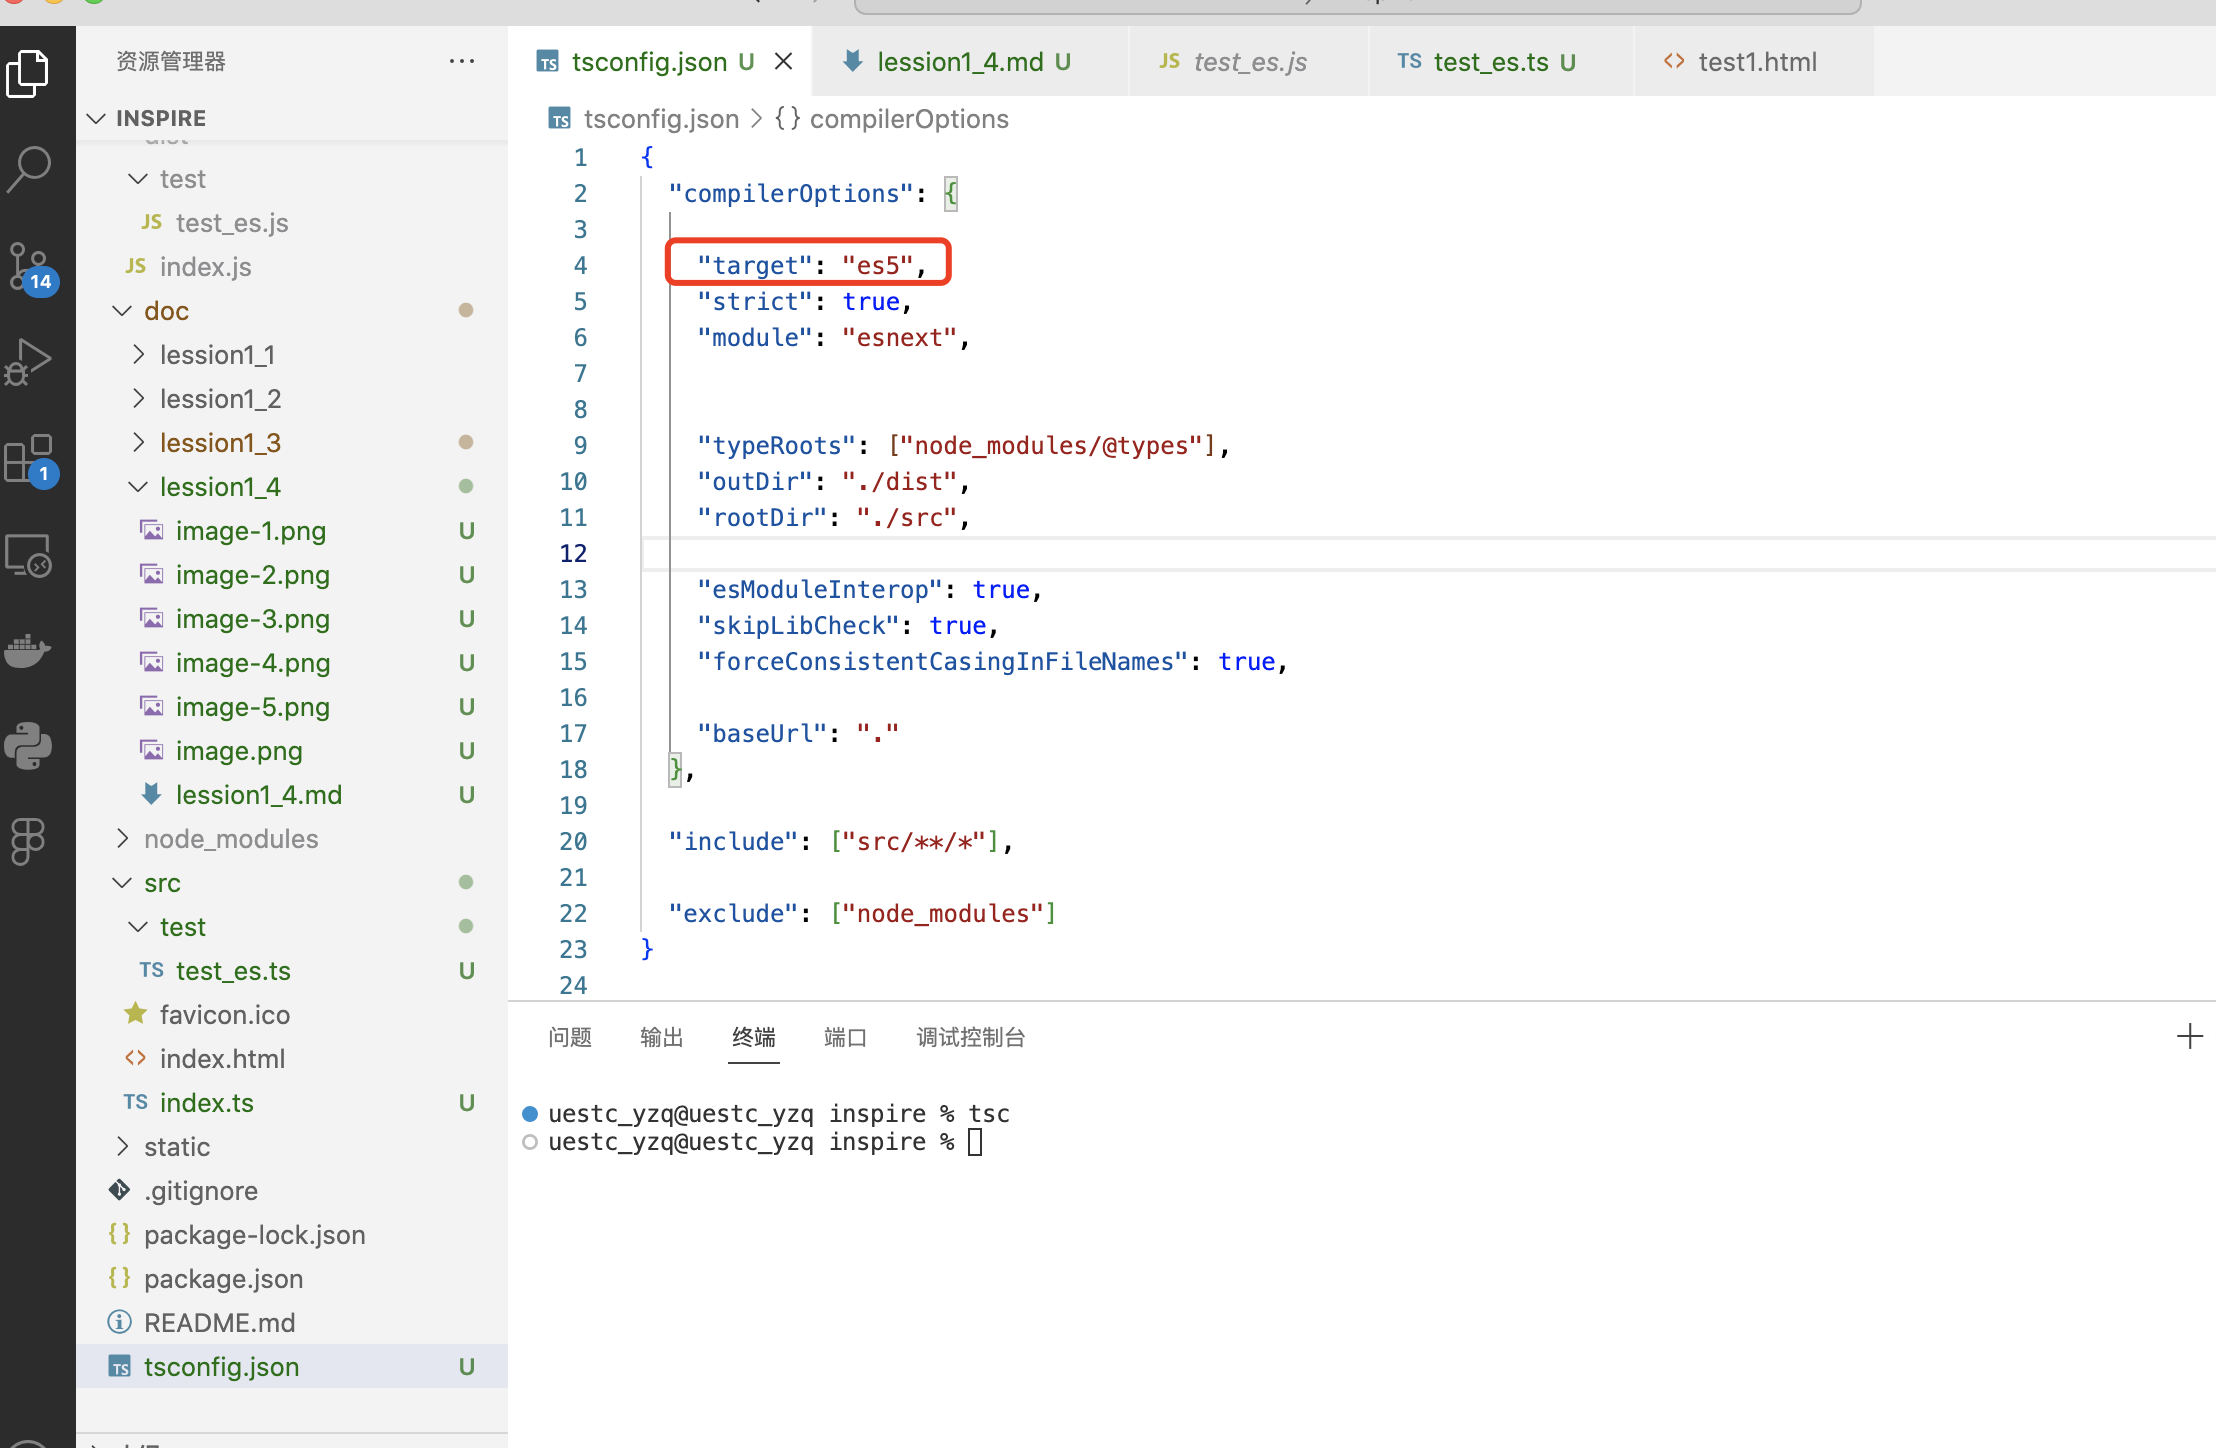 资源管理器
INSPIRE
test
JS test_es.js
JS index.js
doc
lession1_1
lession1_2
lession1_3
lession1_4
image-1.png U
image-2.png U
image-3.png U
image-4.png U
image-5.png U
image.png U
lession1_4.md U
node_modules
src
test
TS test_es.ts U
favicon.ico
index.html
TS index.ts U
static
.gitignore
package-lock.json
package.json
README.md
TS tsconfig.json U
14
1
TS tsconfig.json U
lession1_4.md U
JS test_es.js
TS test_es.ts U
test1.html
TS tsconfig.json > {} compilerOptions
1 {
2 "compilerOptions": {
3
4 "target": "es5",
5 "strict": true,
6 "module": "esnext",
7
8
9 "typeRoots": ["node_modules/@types"],
10 "outDir": "./dist",
11 "rootDir": "./src",
12
13 "esModuleInterop": true,
14 "skipLibCheck": true,
15 "forceConsistentCasingInFileNames": true,
16
17 "baseUrl": "."
18 },
19
20 "include": ["src/**/*"],
21
22 "exclude": ["node_modules"]
23 }
24
问题 输出 终端 端口 调试控制台
uestc_yzq@uestc_yzq inspire % tsc
uestc_yzq@uestc_yzq inspire %